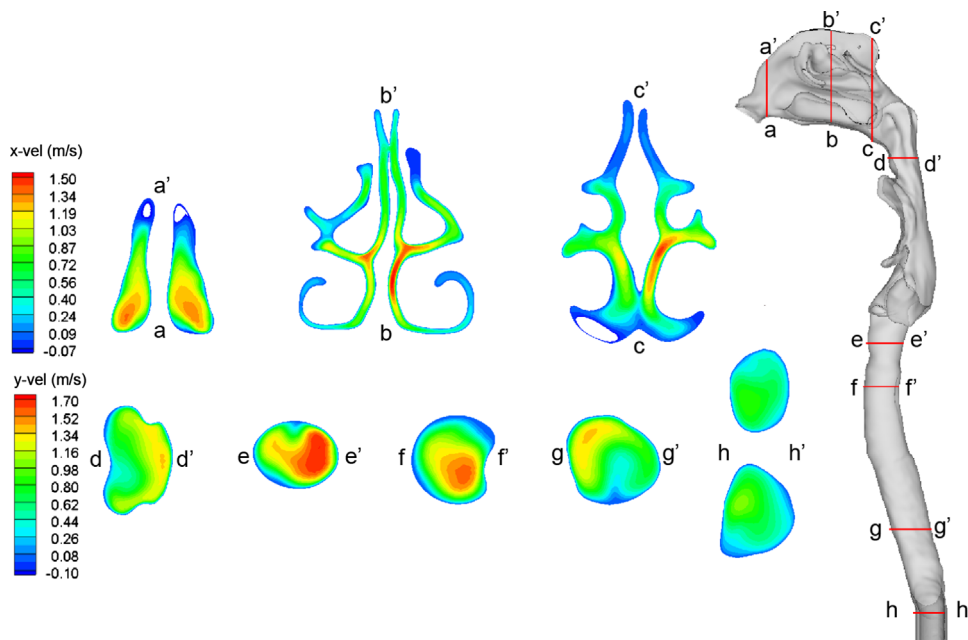 b'
c'
a'
a
b
c
d
d'
e
e'
f
f'
g
g'
h
h
x-vel (m/s)
1.50
1.34
1.19
1.03
0.87
0.72
0.56
0.40
0.24
0.09
-0.07
a'
a
b'
b
c'
c
y-vel (m/s)
1.70
1.52
1.34
1.16
0.98
0.80
0.62
0.44
0.26
0.08
-0.10
d
d'
e
e'
f
f'
g
g'
h
h'